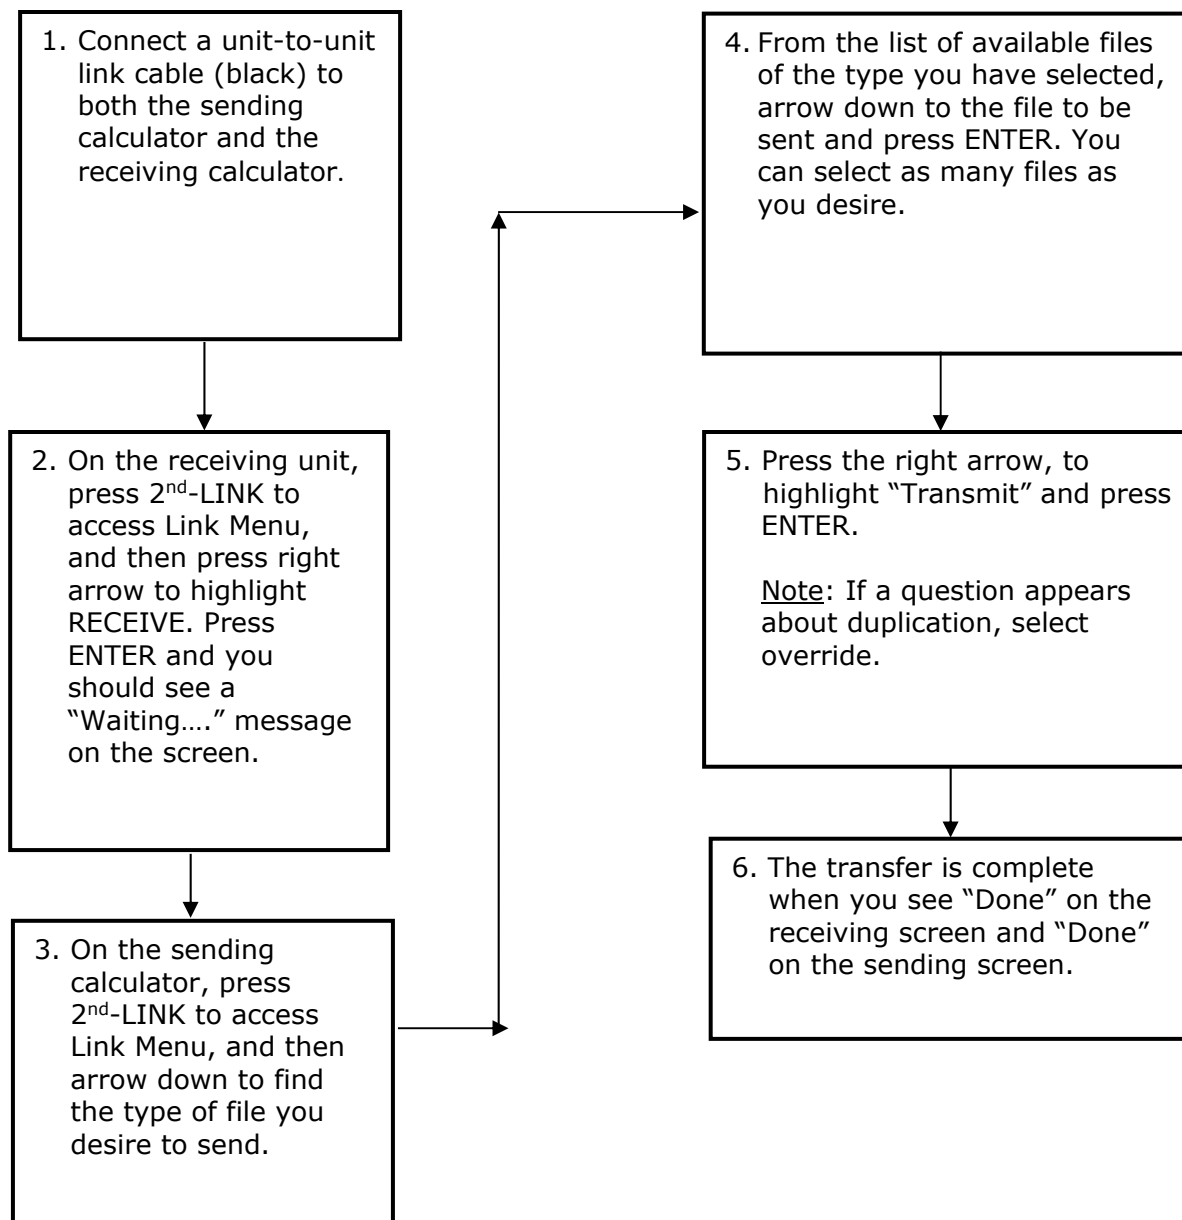 1. Connect a unit-to-unit
link cable (black) to
both the sending
calculator and the
receiving calculator.
2. On the receiving unit,
press 2nd-LINK to
access Link Menu,
and then press right
arrow to highlight
RECEIVE. Press
ENTER and you
should see a
“Waiting….” message
on the screen.
3. On the sending
calculator, press
2nd-LINK to access
Link Menu, and then
arrow down to find
the type of file you
desire to send.
4. From the list of available files
of the type you have selected,
arrow down to the file to be
sent and press ENTER. You
can select as many files as
you desire.
5. Press the right arrow, to
highlight “Transmit” and press
ENTER.
Note: If a question appears
about duplication, select
override.
6. The transfer is complete
when you see “Done” on the
receiving screen and “Done”
on the sending screen.